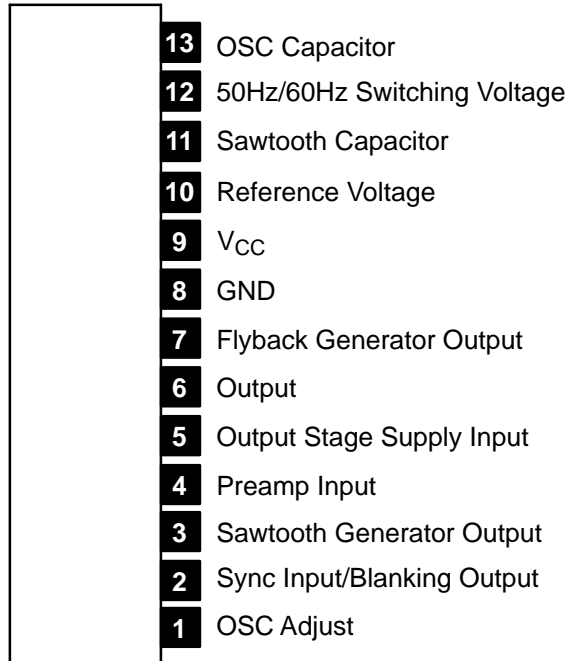 13 OSC Capacitor
12 50Hz/60Hz Switching Voltage
11 Sawtooth Capacitor
10 Reference Voltage
9 VCC
8 GND
7 Flyback Generator Output
6 Output
5 Output Stage Supply Input
4 Preamp Input
3 Sawtooth Generator Output
2 Sync Input/Blanking Output
1 OSC Adjust